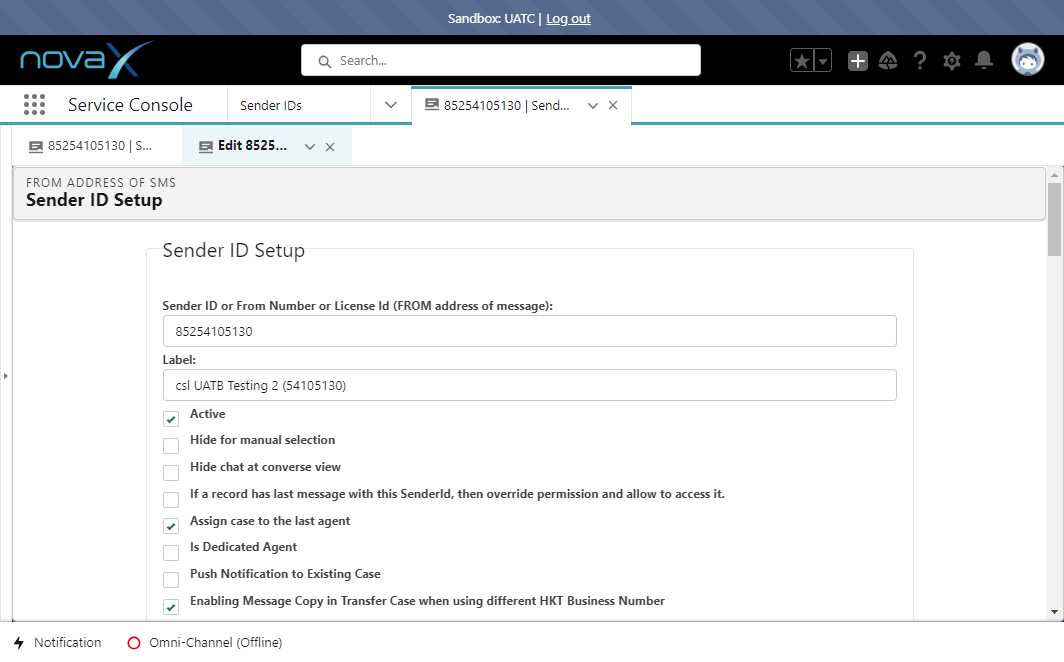 Sandbox: UATC | Log out
novaX
Search...
Service Console
Sender IDs
85254105130 | Send...
85254105130 | S...
Edit 8525...
FROM ADDRESS OF SMS
Sender ID Setup
Sender ID Setup
Sender ID or From Number or License Id (FROM address of message):
85254105130
Label:
csl UATB Testing 2 (54105130)
Active
Hide for manual selection
Hide chat at converse view
If a record has last message with this SenderId, then override permission and allow to access it.
Assign case to the last agent
Is Dedicated Agent
Push Notification to Existing Case
Enabling Message Copy in Transfer Case when using different HKT Business Number
Notification
Omni-Channel (Offline)